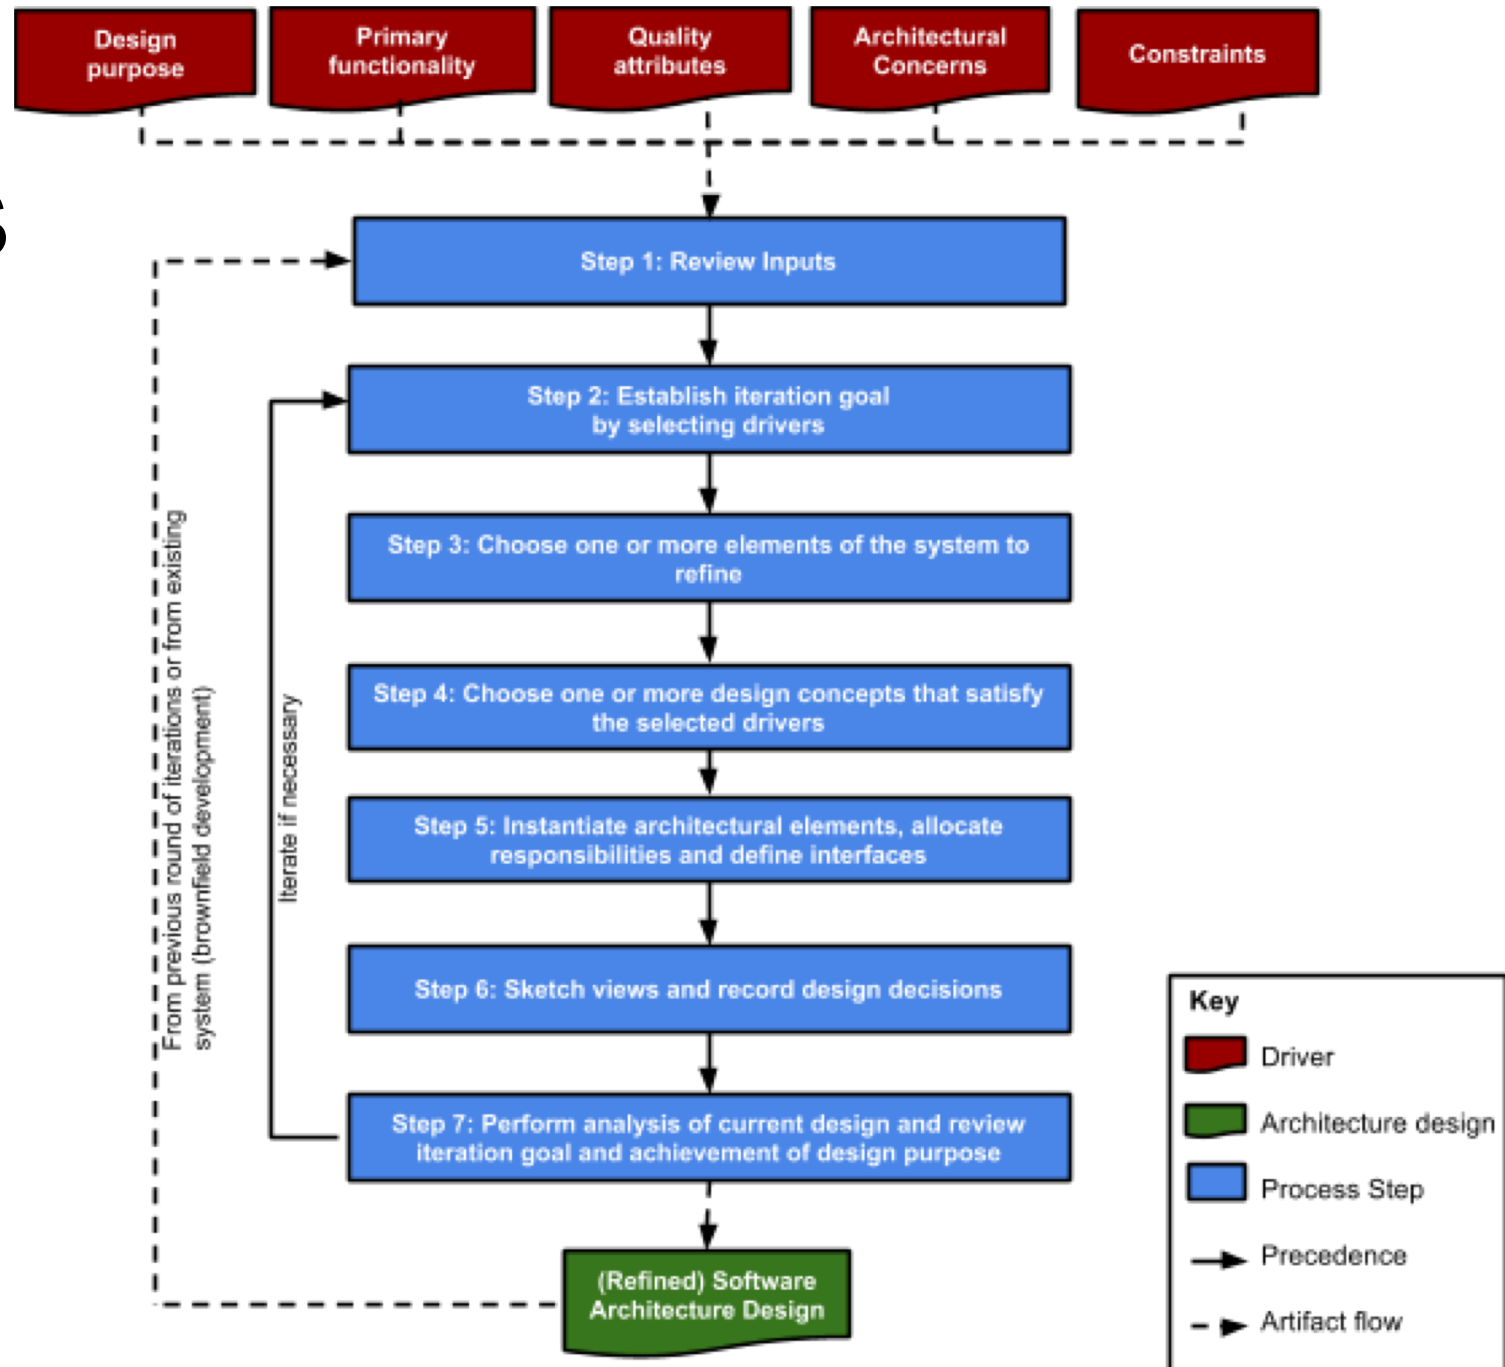 Design
purpose
Primary
functionality
Quality
attributes
Architectural
Concerns
Constraints
s
Step 1: Review Inputs
Step 2: Establish iteration goal
by selecting drivers
Step 3: Choose one or more elements of the system to
refine
Step 4: Choose one or more design concepts that satisfy
the selected drivers
Step 5: Instantiate architectural elements, allocate
responsibilities and define interfaces
Step 6: Sketch views and record design decisions
Step 7: Perform analysis of current design and review
iteration goal and achievement of design purpose
(Refined) Software
Architecture Design
From previous round of iterations or from existing
system (brownfield development)
Iterate if necessary
Key
Driver
Architecture design
Process Step
Precedence
Artifact flow